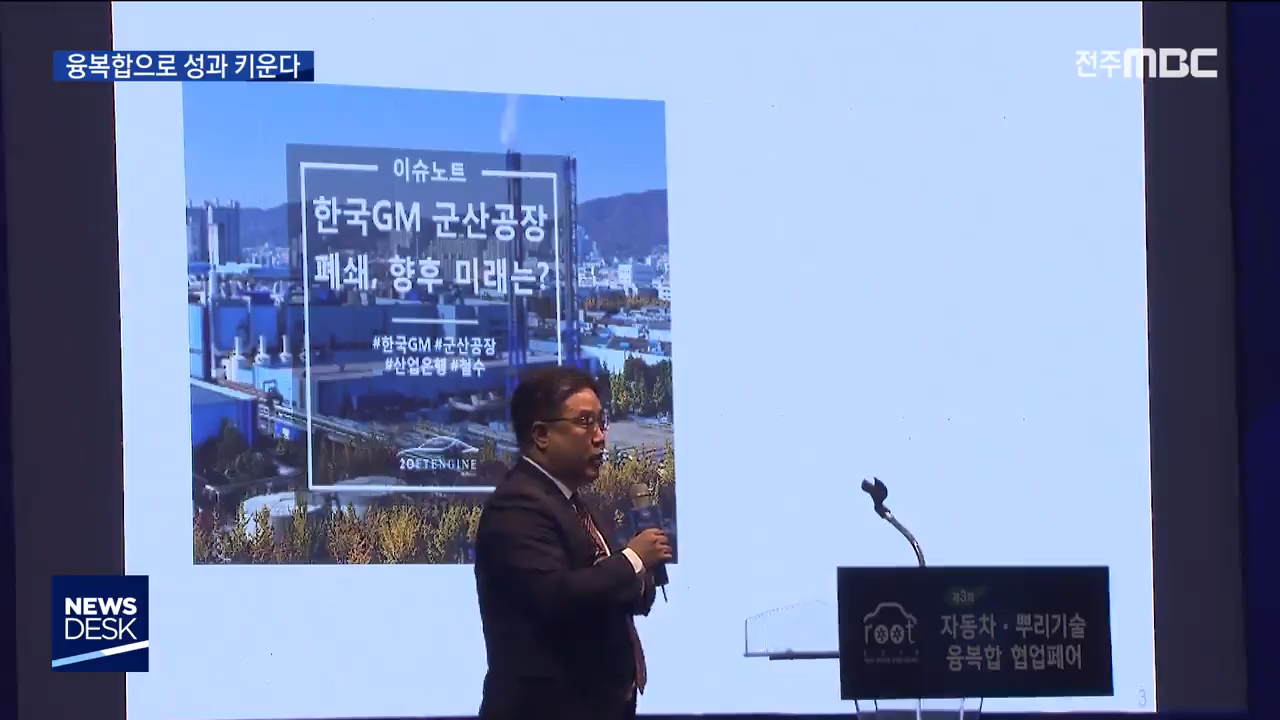 융복합으로 성과 키운다
전주MBC
이슈노트
한국GM 군산공장
폐쇄, 향후 미래는?
#한국GM #군산공장
#산업은행 #철수
20FTENGINE
제3회
root
자동차·뿌리기술
융복합 협업페어
NEWS
DESK
3